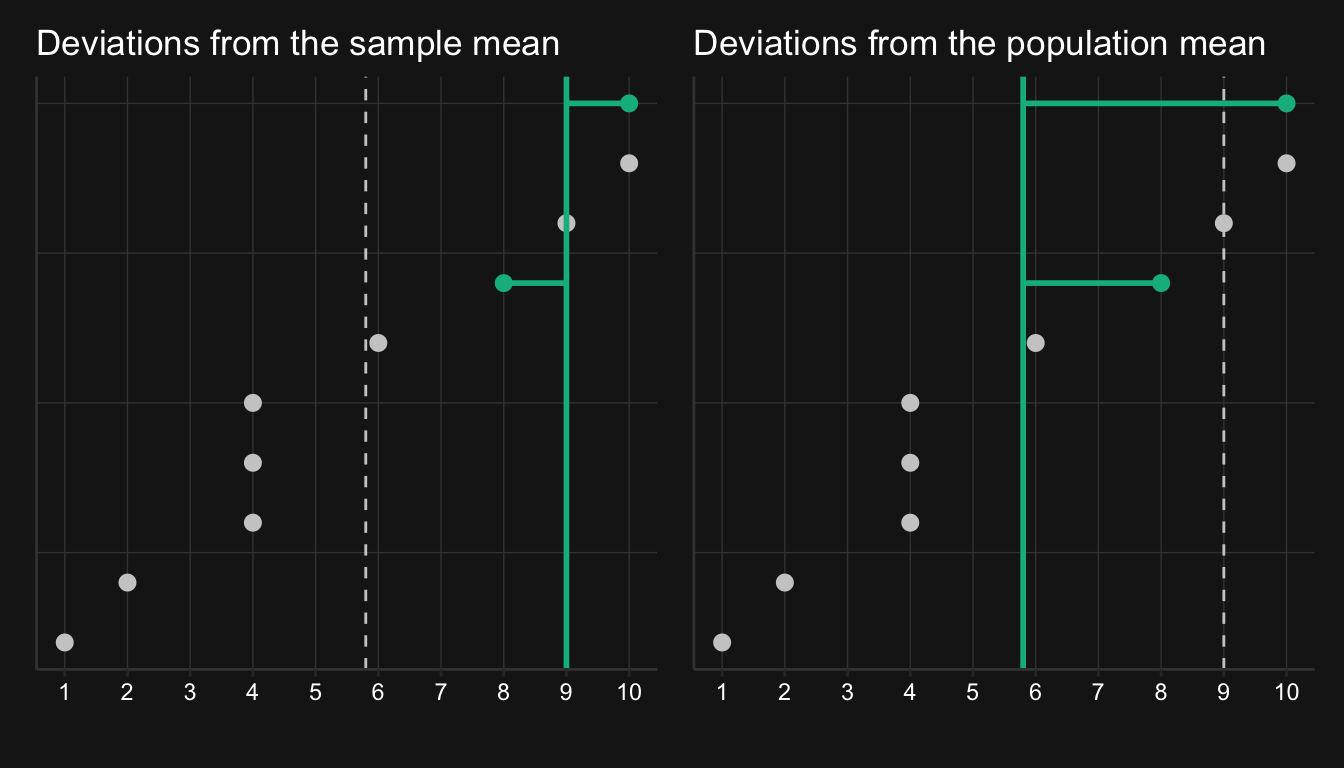 Deviations from the sample mean
1 2 3 4 5 6 7 8 9 10
Deviations from the population mean
1 2 3 4 5 6 7 8 9 10